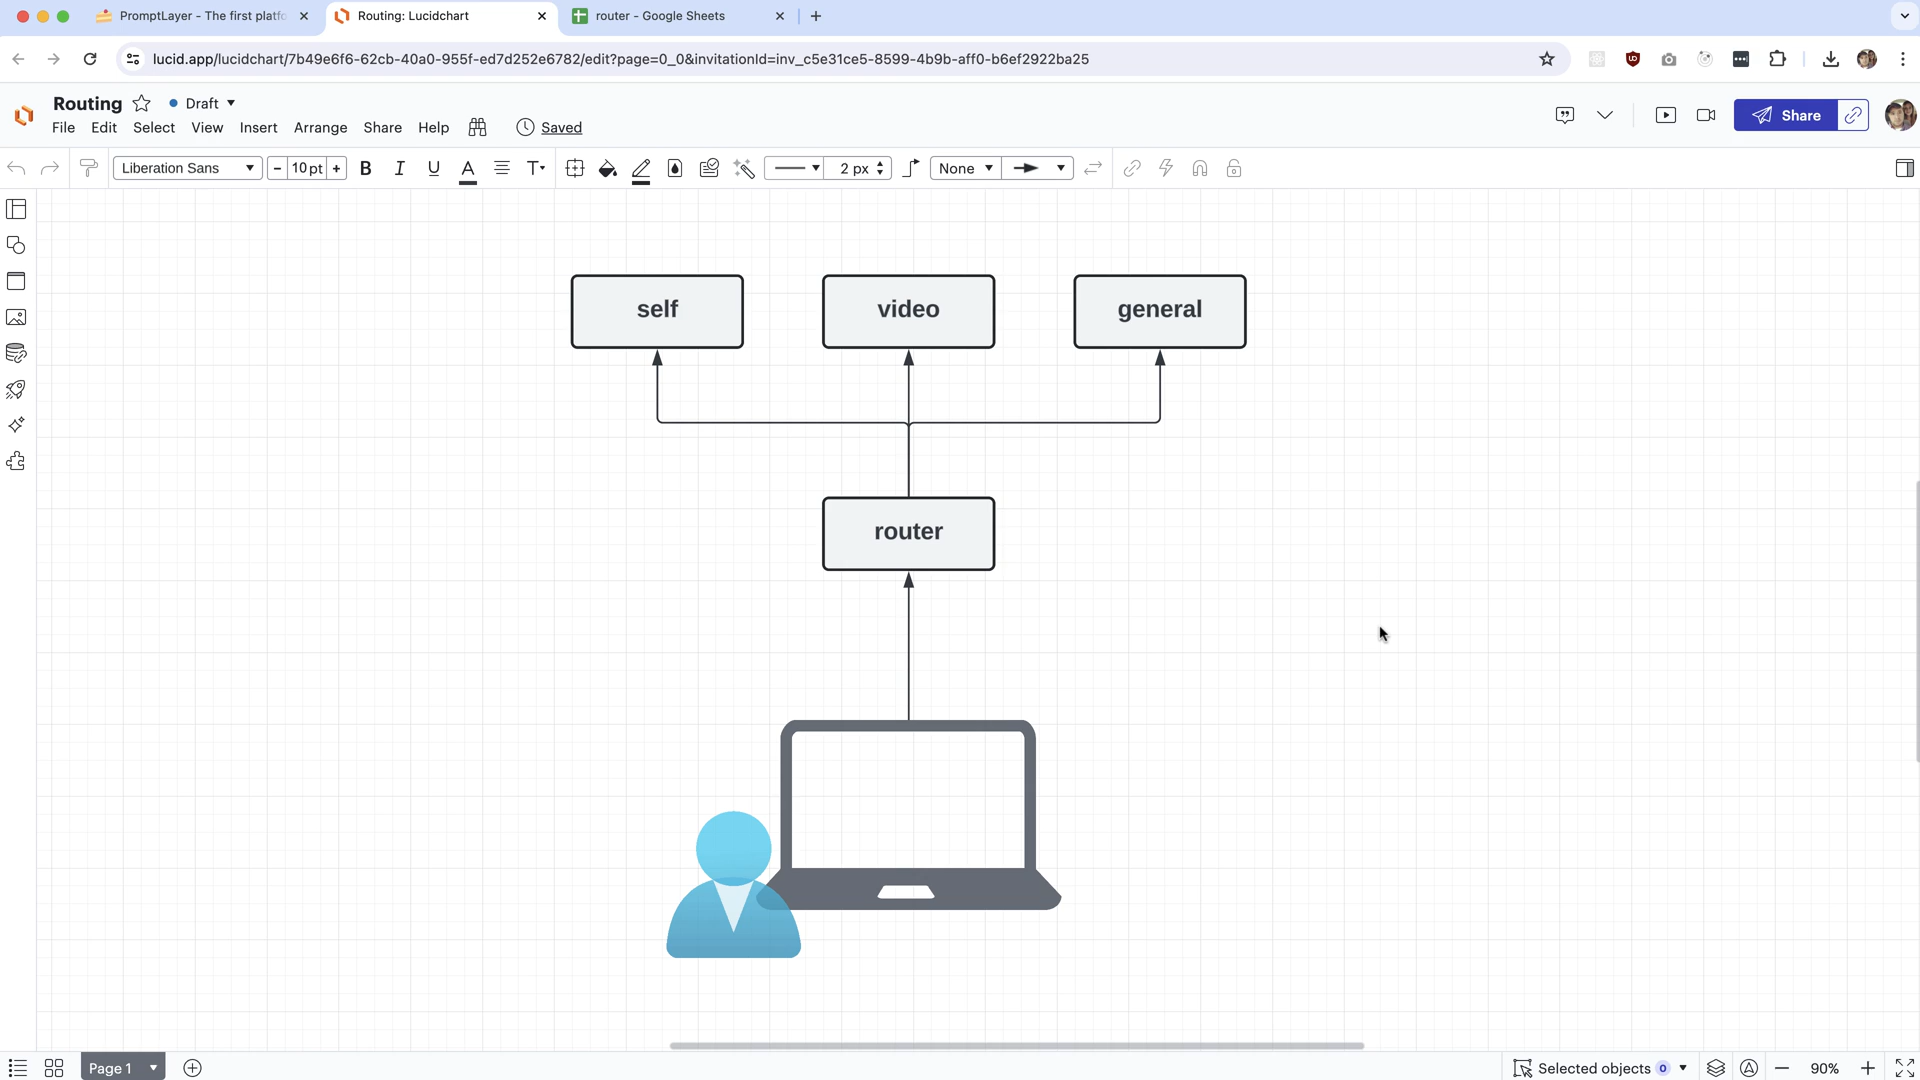 PromptLayer - The first platfo
Routing: Lucidchart
router - Google Sheets
lucid.app/lucidchart/7b49e6f6-62cb-40a0-955f-ed7d252e6782/edit?page=0_0&invitationId=inv_c5e31ce5-8599-4b9b-aff0-b6ef2922ba25
Routing
Draft
File Edit Select View Insert Arrange Share Help Saved
Share
Liberation Sans - 10 pt + B I U A T 2 px None
self
video
general
router
Page 1
Selected objects 0
90%